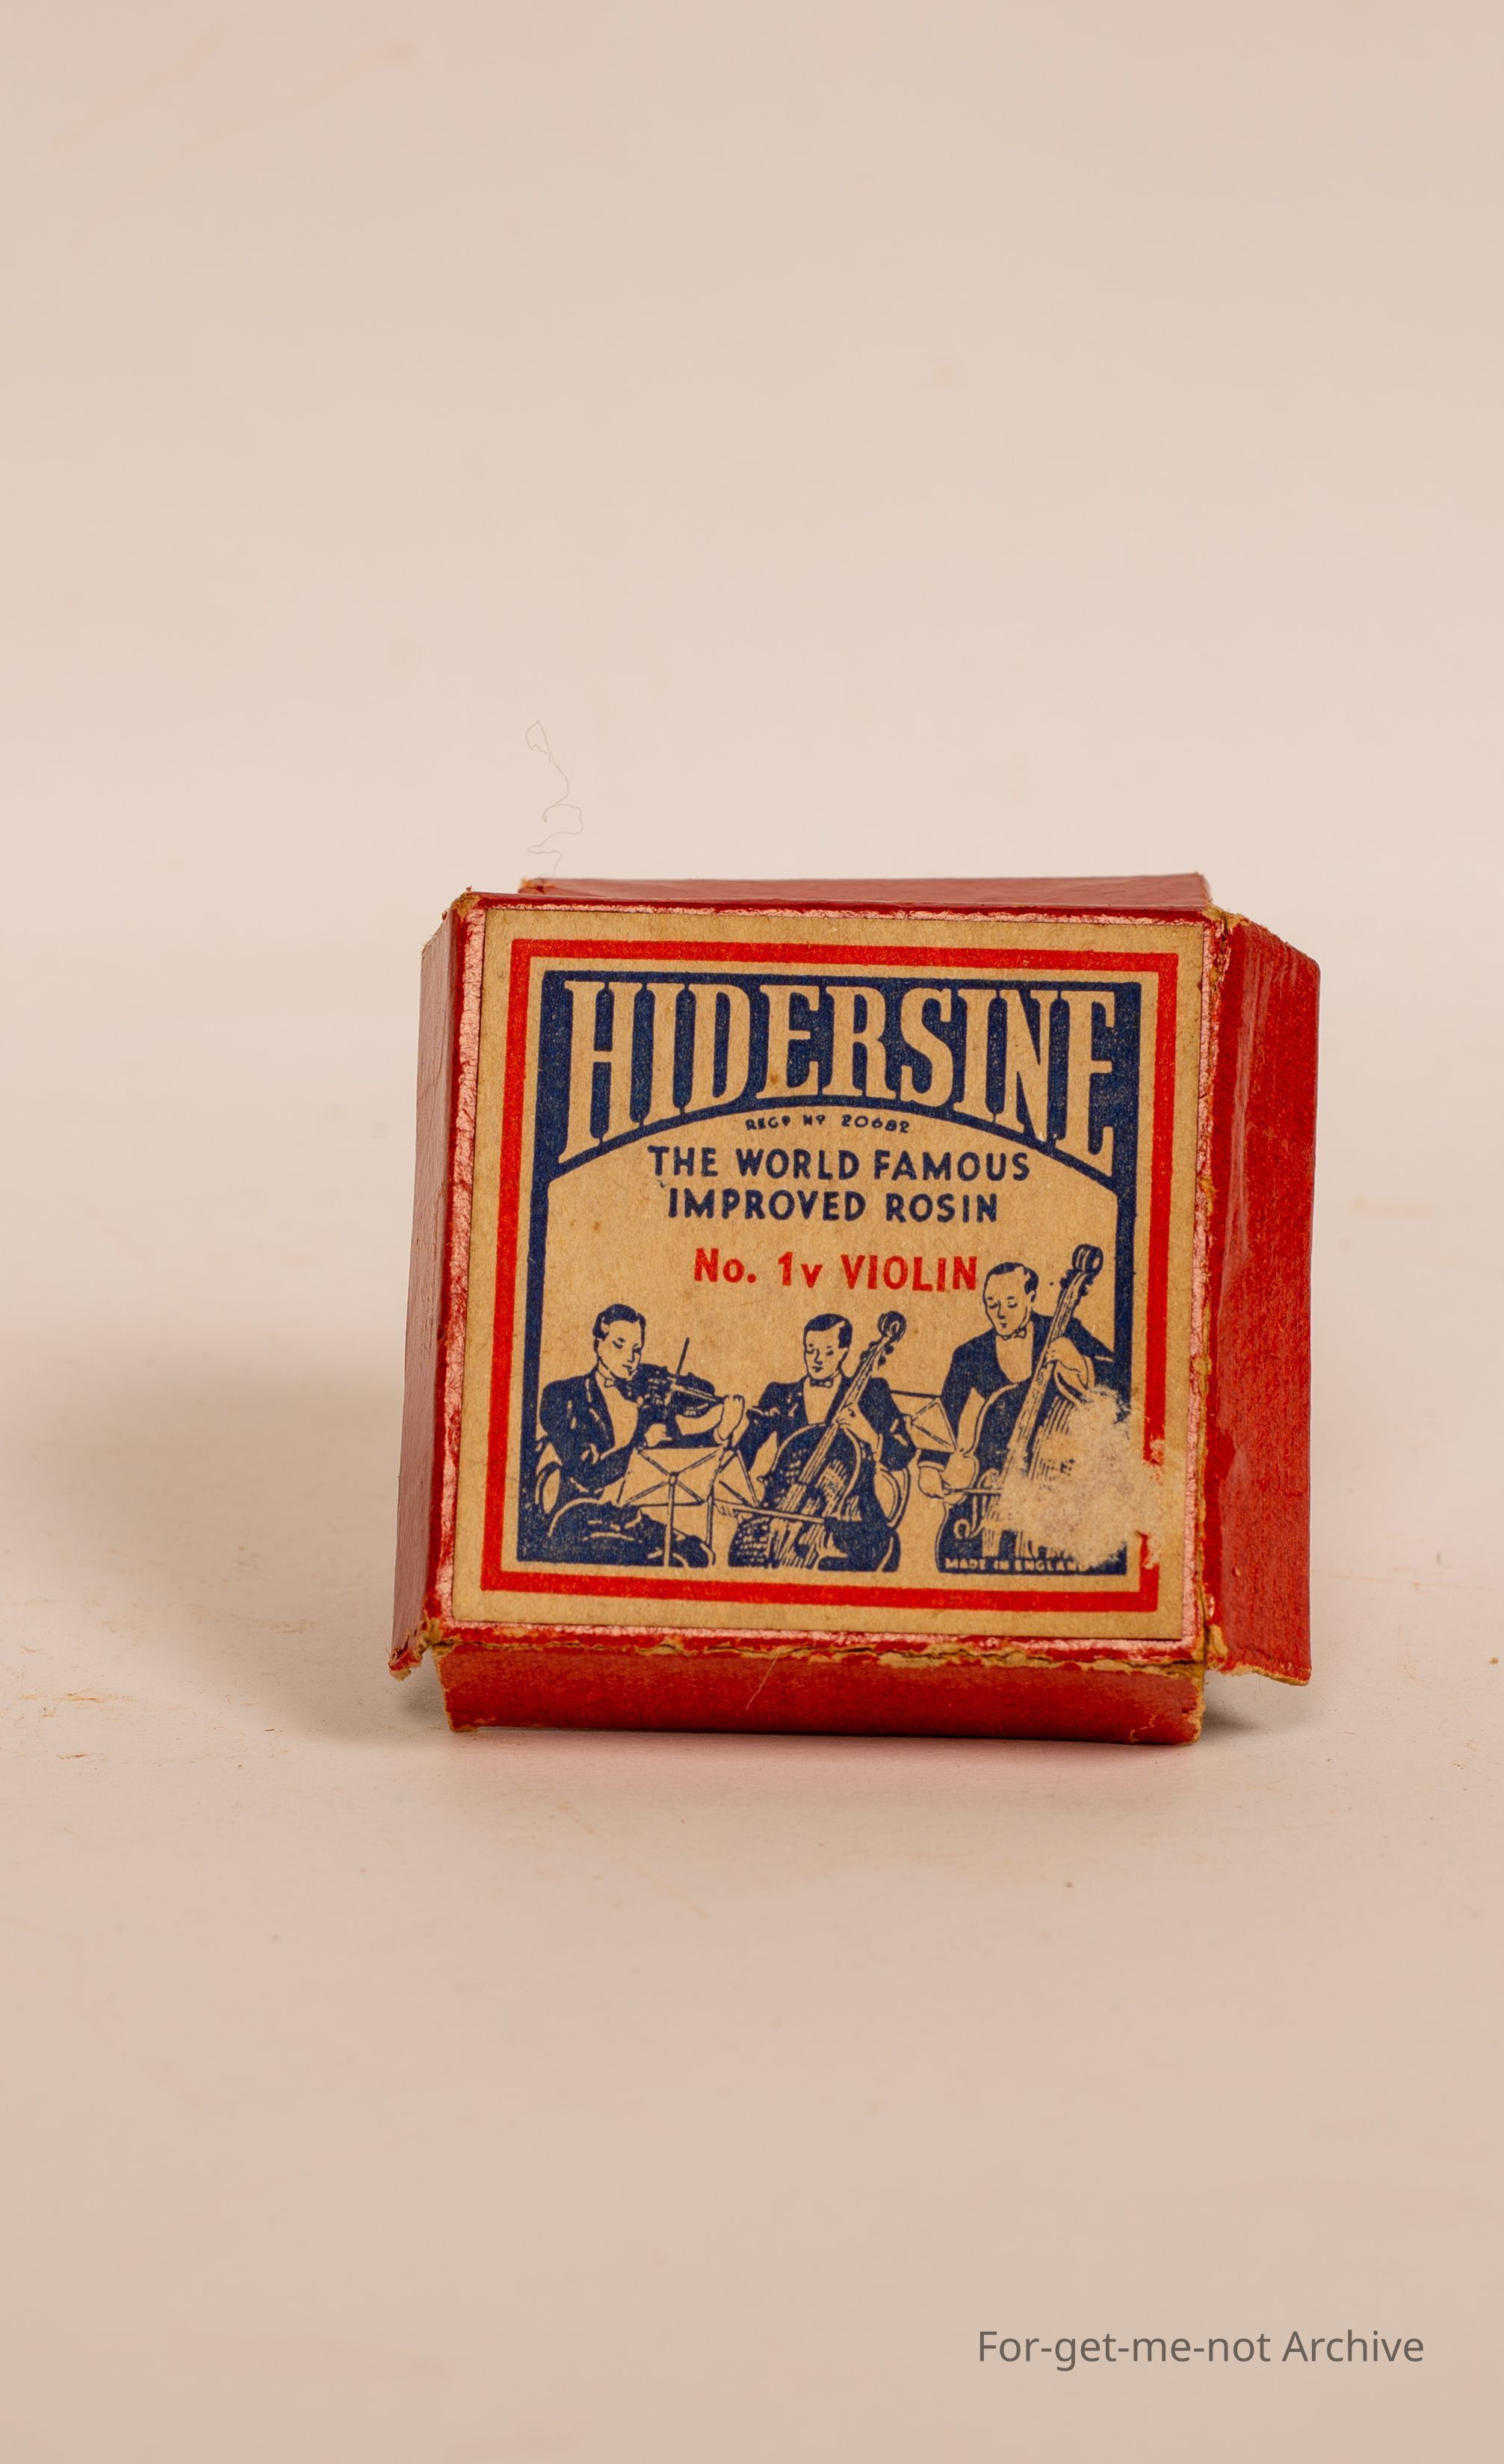 HIDERSINE
REGD No 20682
THE WORLD FAMOUS
IMPROVED ROSIN
No. 1v VIOLIN
MADE IN ENGLAND
For-get-me-not Archive